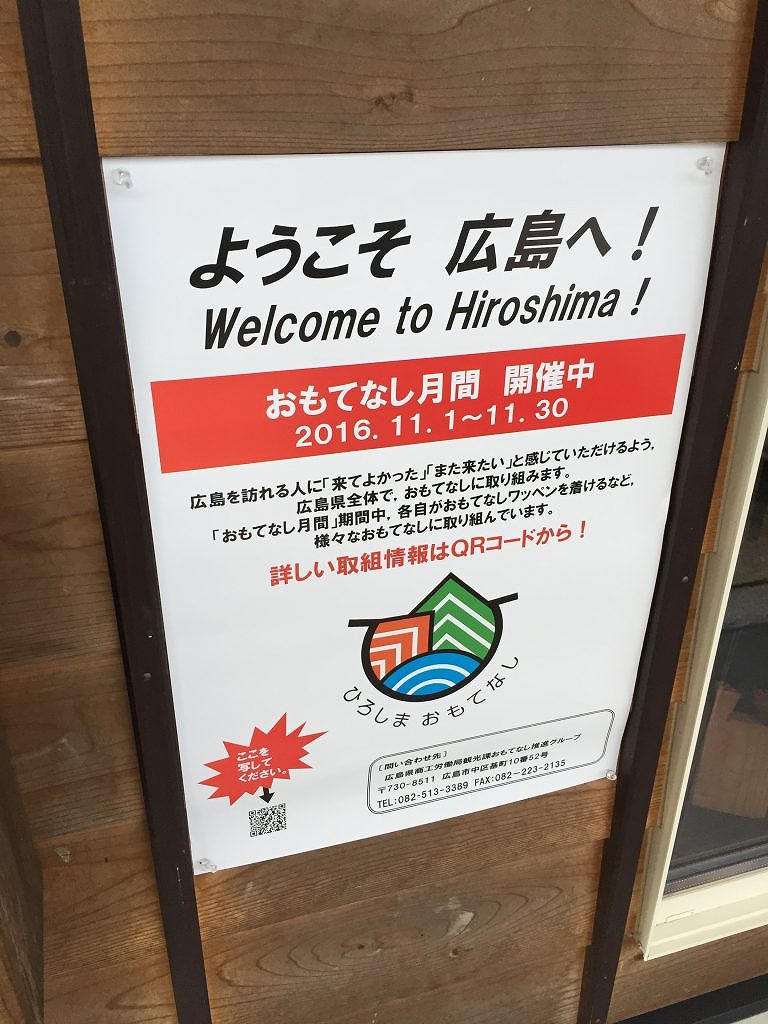 ようこそ 広島へ！
Welcome to Hiroshima！
おもてなし月間 開催中
2016. 11. 1～11. 30
広島を訪れる人に「来てよかった」「また来たい」と感じていただけるよう，
広島県全体で，おもてなしに取り組みます。
「おもてなし月間」期間中，各自がおもてなしワッペンを着けるなど，
様々なおもてなしに取り組んでいます。
詳しい取組情報はQRコードから！
ひろしま おもてなし
ここを
写して
ください。
〔問い合わせ先〕
広島県商工労働局観光課おもてなし推進グループ
〒730-8511 広島市中区基町10番52号
TEL:082-513-3389 FAX:082-223-2135